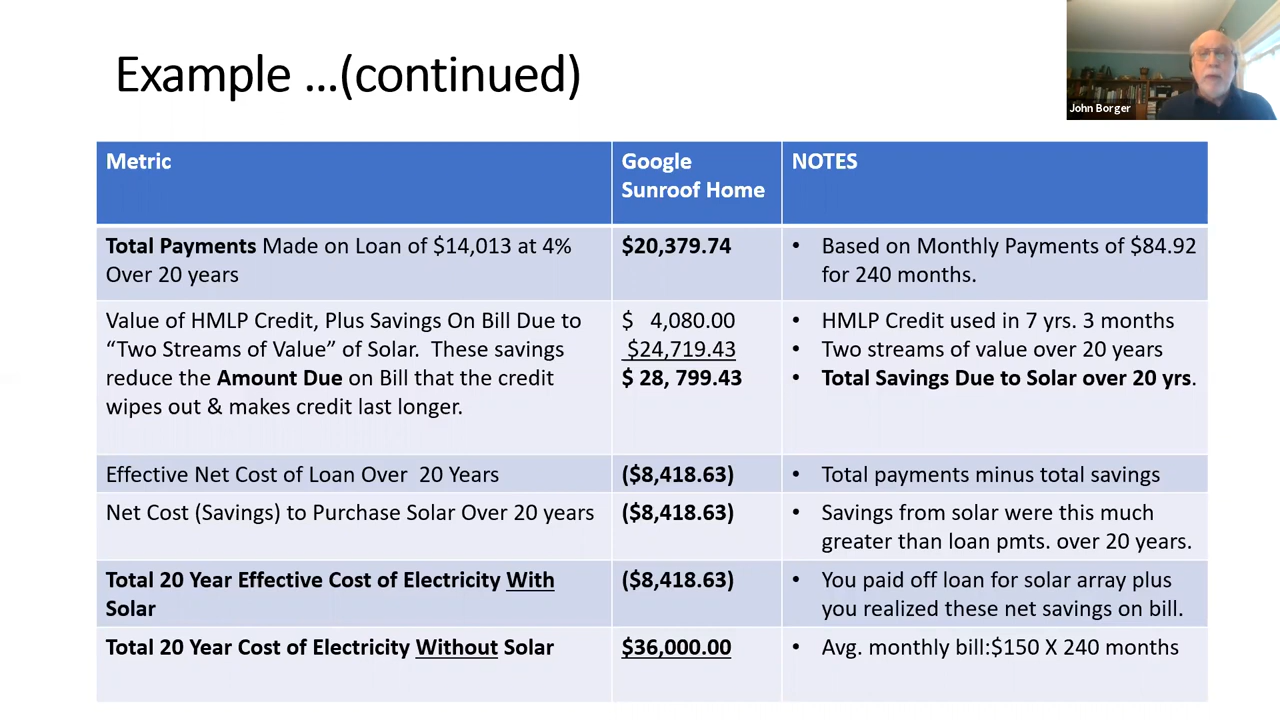 Example ...(continued)
John Borger
Metric
Google
Sunroof Home
NOTES
Total Payments Made on Loan of $14,013 at 4%
Over 20 years
$20,379.74
• Based on Monthly Payments of $84.92
for 240 months.
Value of HMLP Credit, Plus Savings On Bill Due to
“Two Streams of Value” of Solar. These savings
reduce the Amount Due on Bill that the credit
wipes out & makes credit last longer.
$ 4,080.00
$24,719.43
$ 28, 799.43
• HMLP Credit used in 7 yrs. 3 months
• Two streams of value over 20 years
• Total Savings Due to Solar over 20 yrs.
Effective Net Cost of Loan Over 20 Years
($8,418.63)
• Total payments minus total savings
Net Cost (Savings) to Purchase Solar Over 20 years
($8,418.63)
• Savings from solar were this much
greater than loan pmts. over 20 years.
Total 20 Year Effective Cost of Electricity With
Solar
($8,418.63)
• You paid off loan for solar array plus
you realized these net savings on bill.
Total 20 Year Cost of Electricity Without Solar
$36,000.00
• Avg. monthly bill:$150 X 240 months